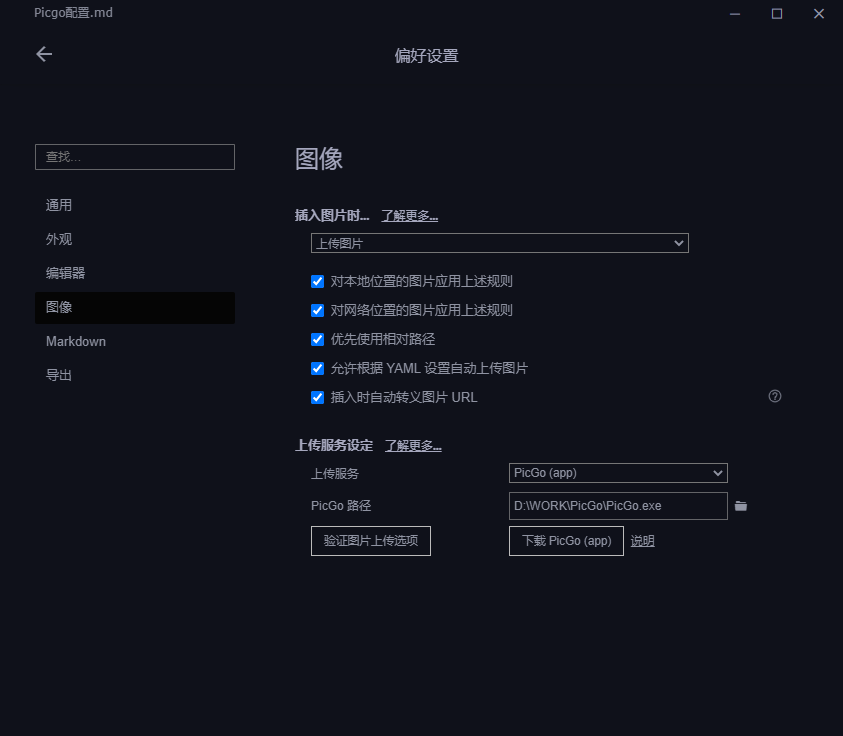 Picgo配置.md
偏好设置
查找...
通用
外观
编辑器
图像
Markdown
导出
图像
插入图片时... 了解更多...
上传图片
对本地位置的图片应用上述规则
对网络位置的图片应用上述规则
优先使用相对路径
允许根据 YAML 设置自动上传图片
插入时自动转义图片 URL
上传服务设定 了解更多...
上传服务 PicGo (app)
PicGo 路径 D:\WORK\PicGo\PicGo.exe
验证图片上传选项 下载 PicGo (app) 说明